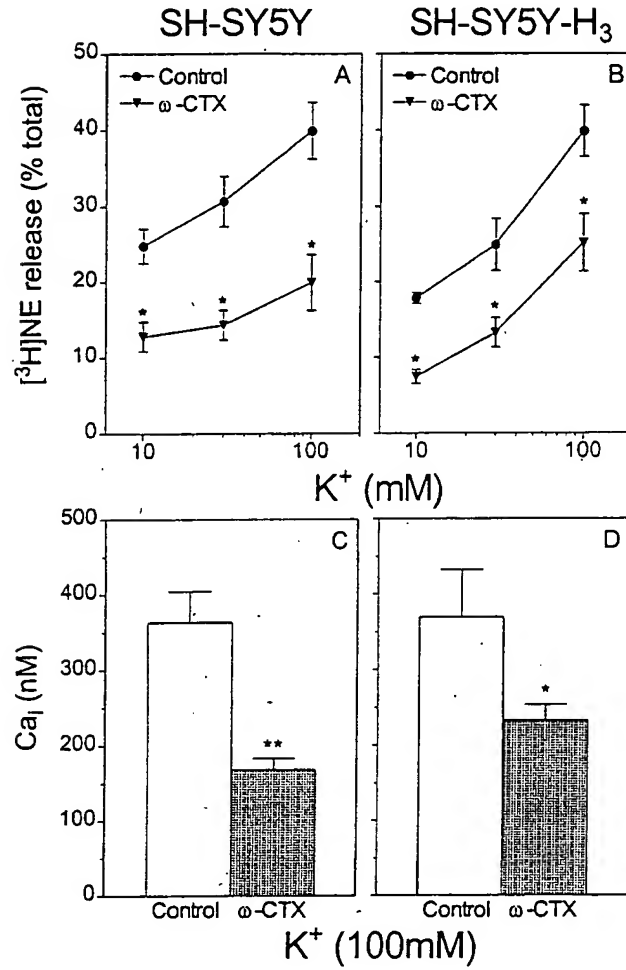 SH-SY5Y
SH-SY5Y-H₃
[³H]NE release (% total)
50
40
30
20
10
0
Control
ω-CTX
A
Control
ω-CTX
B
*
*
*
*
*
*
10
100
10
100
K⁺ (mM)
Ca_i (nM)
500
400
300
200
100
0
C
D
**
*
Control
ω-CTX
Control
ω-CTX
K⁺ (100mM)